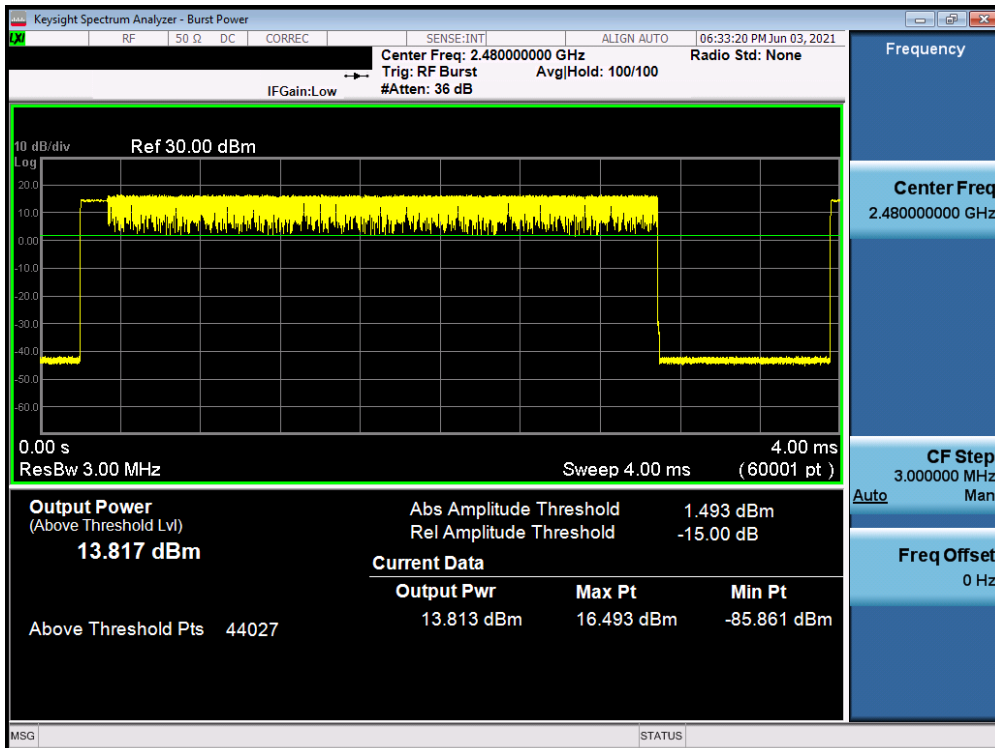 Keysight Spectrum Analyzer - Burst Power
LXI RF 50 Ω DC CORREC SENSE:INT ALIGN AUTO 06:33:20 PM Jun 03, 2021
Center Freq: 2.480000000 GHz Radio Std: None
Trig: RF Burst Avg|Hold: 100/100
IFGain:Low #Atten: 36 dB
Frequency
10 dB/div Ref 30.00 dBm
Log
20.0
10.0
0.00
-10.0
-20.0
-30.0
-40.0
-50.0
-60.0
0.00 s 4.00 ms
ResBw 3.00 MHz Sweep 4.00 ms (60001 pt)
Center Freq
2.480000000 GHz
CF Step
3.000000 MHz
Auto Man
Freq Offset
0 Hz
Output Power
(Above Threshold Lvl)
13.817 dBm
Above Threshold Pts 44027
Abs Amplitude Threshold 1.493 dBm
Rel Amplitude Threshold -15.00 dB
Current Data
Output Pwr Max Pt Min Pt
13.813 dBm 16.493 dBm -85.861 dBm
MSG STATUS